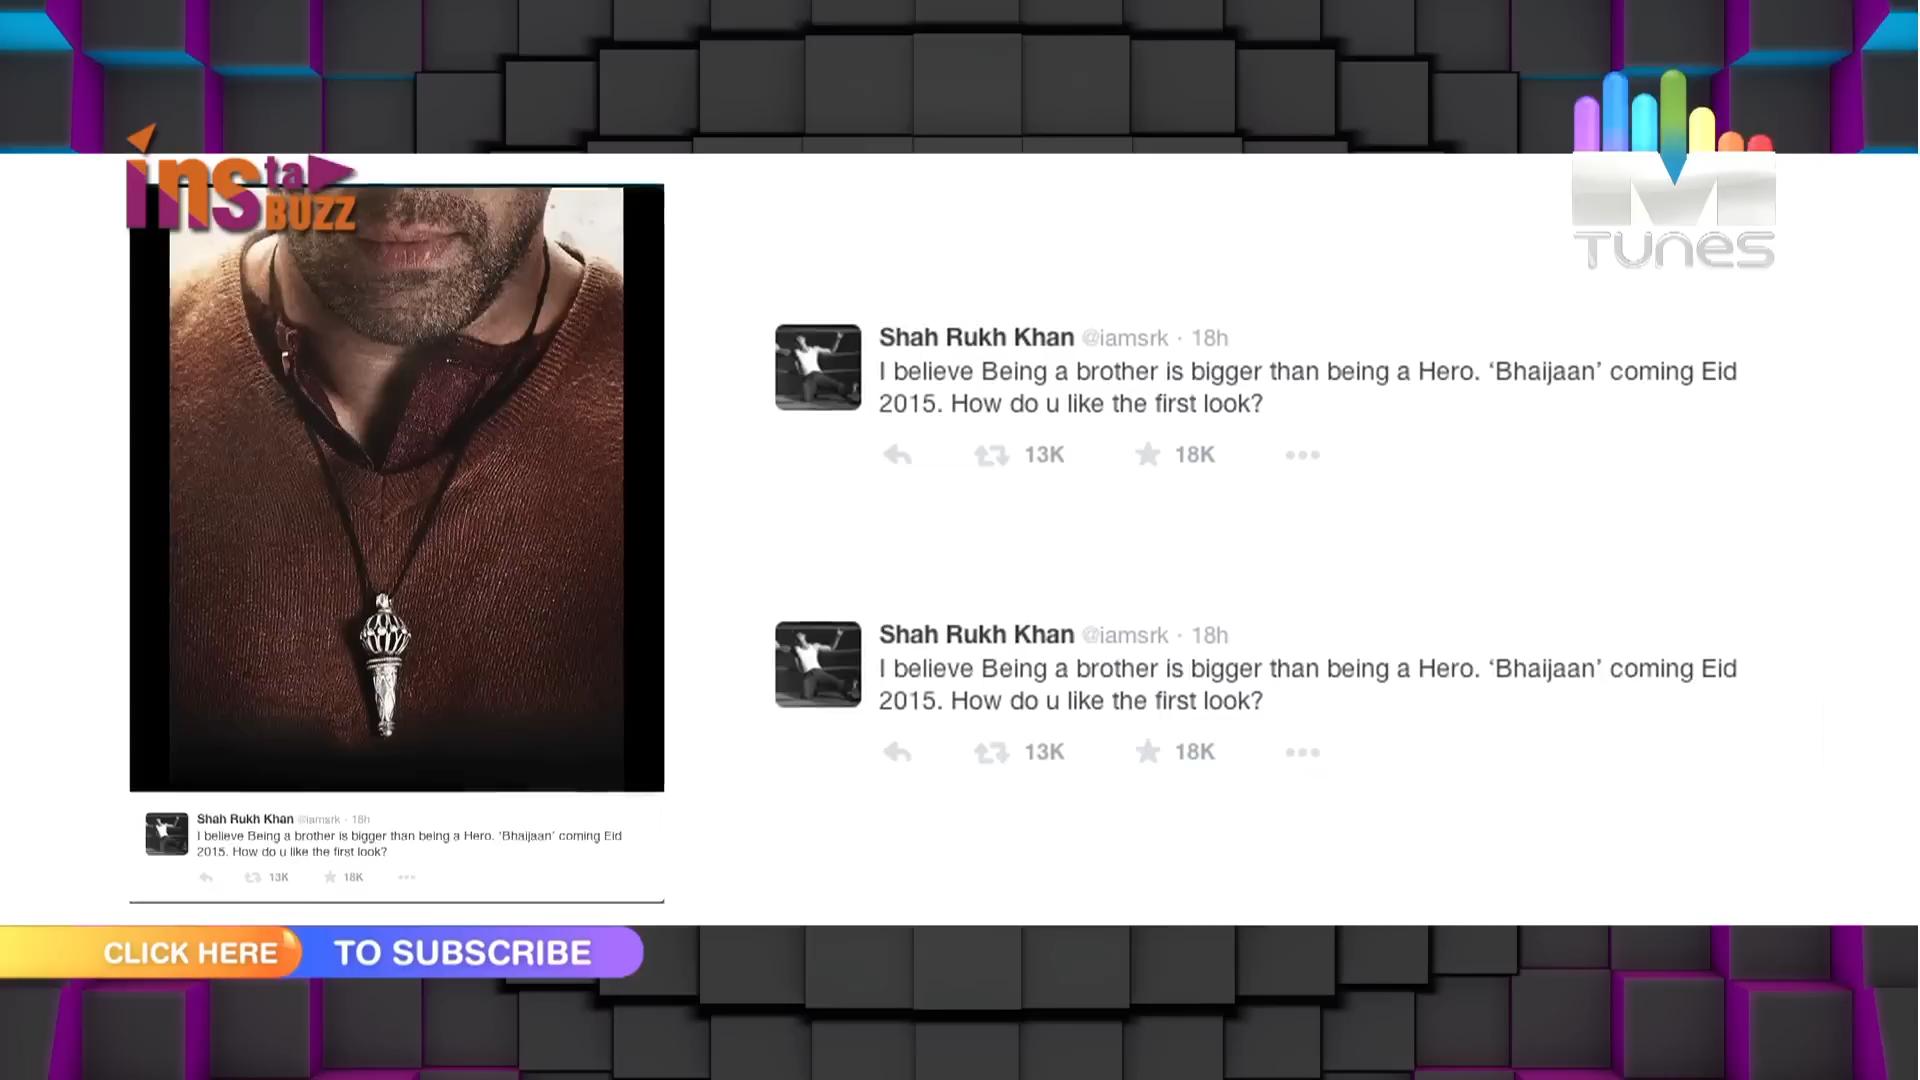 insta
BUZZ
M
TUNES
Shah Rukh Khan @iamsrk · 18h
I believe Being a brother is bigger than being a Hero. ‘Bhaijaan’ coming Eid
2015. How do u like the first look?
13K 18K
Shah Rukh Khan @iamsrk · 18h
I believe Being a brother is bigger than being a Hero. ‘Bhaijaan’ coming Eid
2015. How do u like the first look?
13K 18K
Shah Rukh Khan @iamsrk · 18h
I believe Being a brother is bigger than being a Hero. ‘Bhaijaan’ coming Eid
2015. How do u like the first look?
13K 18K
CLICK HERE TO SUBSCRIBE